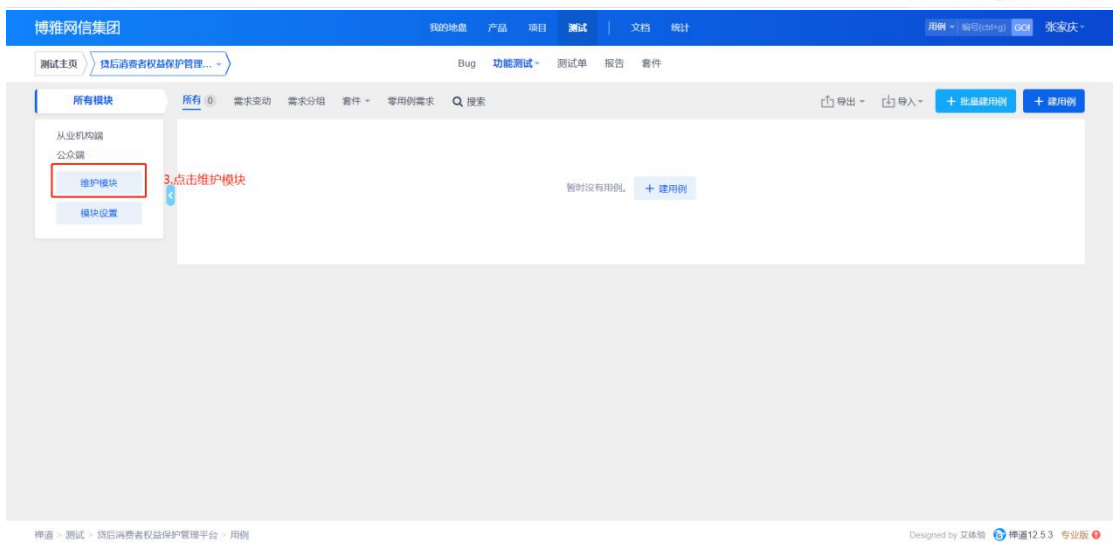 博雅网信集团 我的地盘 产品 项目 测试 文档 统计 用例 编号(ctrl+g) GO! 张家庆
测试主页 贷后消费者权益保护管理... Bug 功能测试 测试单 报告 套件
所有模块 所有 0 需求变动 需求分组 套件 零用例需求 搜索 导出 导入 + 批量建用例 + 建用例
从业机构端
公众端
维护模块 3.点击维护模块
暂时没有用例。 + 建用例
模块设置
禅道 > 测试 > 贷后消费者权益保护管理平台 > 用例 Designed by 艾体验 禅道12.5.3 专业版